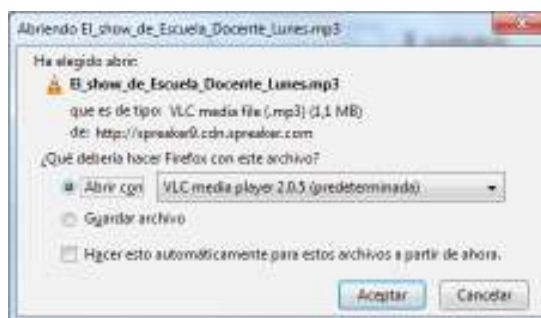 Abriendo El_show_de_Escuela_Docente_Lunes.mp3
Ha elegido abrir:
El_show_de_Escuela_Docente_Lunes.mp3
que es de tipo: VLC media file (.mp3) (1,1 MB)
de: http://spreaker9.cdn.spreaker.com
¿Qué debería hacer Firefox con este archivo?
Abrir con VLC media player 2.0.5 (predeterminada)
Guardar archivo
Hacer esto automáticamente para estos archivos a partir de ahora.
Aceptar Cancelar